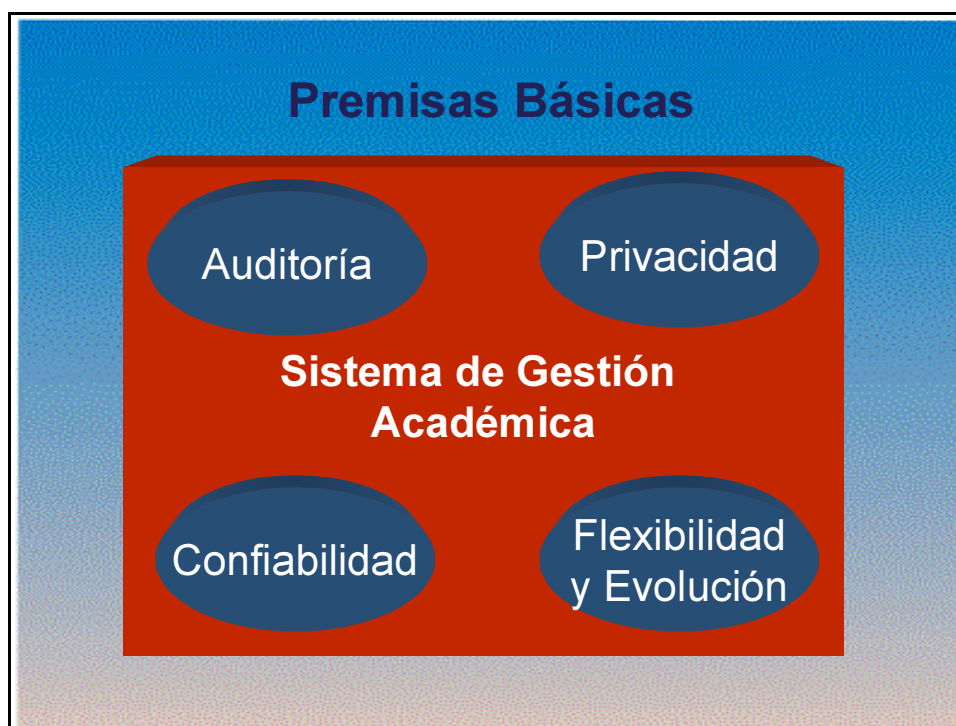 Premisas Básicas
Auditoría
Privacidad
Sistema de Gestión
Académica
Confiabilidad
Flexibilidad
y Evolución